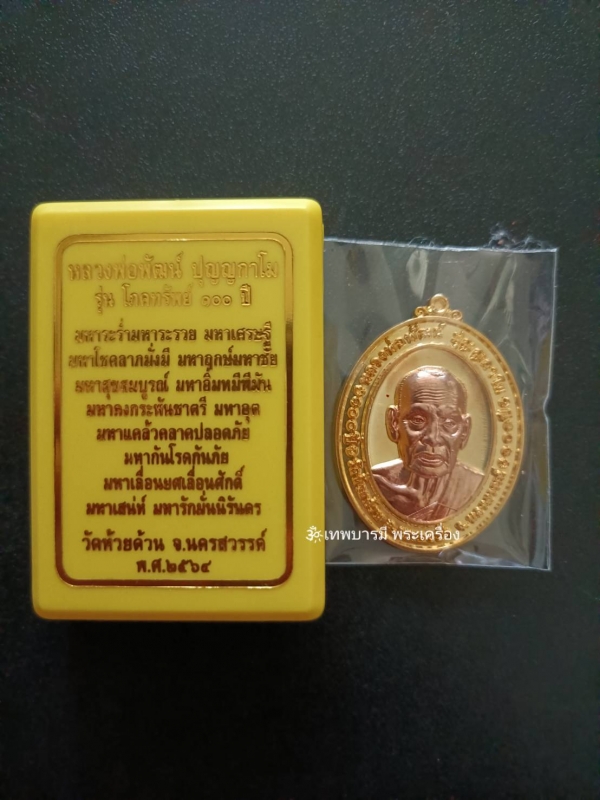 หลวงพ่อพัฒน์ ปุญฺญกาโม
รุ่น โภคทรัพย์ ๑๐๐ ปี
มหาระร่ำมหาระรวย มหาเศรษฐี
มหาโชคลาภมั่งมี มหาฤกษ์มหาชัย
มหาสุขสมบูรณ์ มหาอิ่มหมีพีมัน
มหาคงกระพันชาตรี มหาอุด
มหาแคล้วคลาดปลอดภัย
มหากันโรคกันภัย
มหาเลื่อนยศเลื่อนศักดิ์
มหาเสน่ห์ มหารักมั่นนิรันดร
วัดห้วยด้วน จ.นครสวรรค์
พ.ศ.๒๕๖๔
เทพบารมี พระเครื่อง